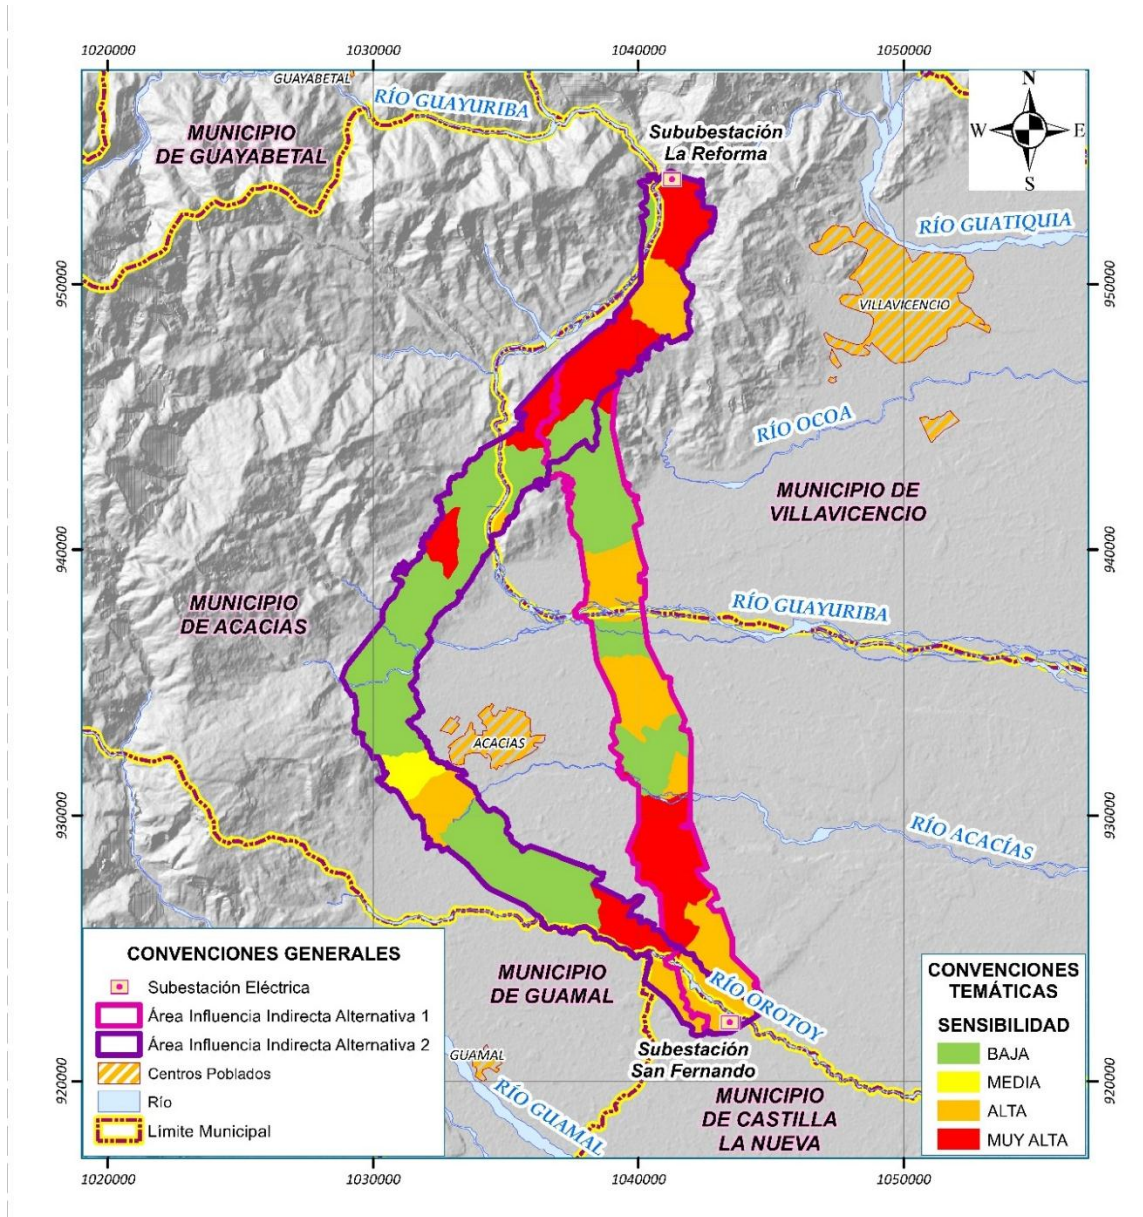 1020000 1030000 1040000 1050000
GUAYABETAL
RÍO GUAYURIBA
MUNICIPIO
DE GUAYABETAL
Sububestación
La Reforma
N
W E
S
RÍO GUATIQUIA
950000 950000
VILLAVICENCIO
RÍO OCOA
MUNICIPIO DE
VILLAVICENCIO
940000 940000
MUNICIPIO
DE ACACIAS
RÍO GUAYURIBA
ACACIAS
930000 930000
RÍO ACACÍAS
MUNICIPIO
DE GUAMAL
RÍO OROTOY
GUAMAL
RÍO GUAMAL
Subestación
San Fernando
920000 920000
MUNICIPIO
DE CASTILLA
LA NUEVA
CONVENCIONES GENERALES
Subestación Eléctrica
Área Influencia Indirecta Alternativa 1
Área Influencia Indirecta Alternativa 2
Centros Poblados
Río
Límite Municipal
CONVENCIONES
TEMÁTICAS
SENSIBILIDAD
BAJA
MEDIA
ALTA
MUY ALTA
1020000 1030000 1040000 1050000